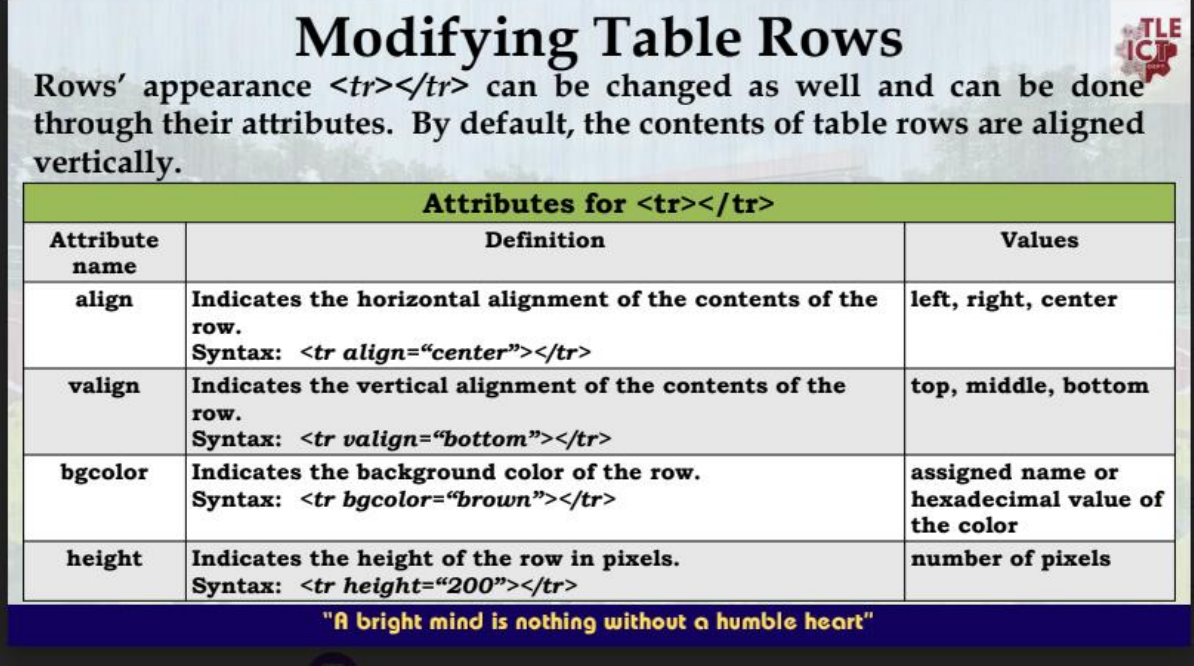 Modifying Table Rows
TLE
ICT
DEPT
Rows’ appearance <tr></tr> can be changed as well and can be done
through their attributes. By default, the contents of table rows are aligned
vertically.
Attributes for <tr></tr>
Attribute
name
Definition
Values
align
Indicates the horizontal alignment of the contents of the
row.
Syntax: <tr align=“center”></tr>
left, right, center
valign
Indicates the vertical alignment of the contents of the
row.
Syntax: <tr valign=“bottom”></tr>
top, middle, bottom
bgcolor
Indicates the background color of the row.
Syntax: <tr bgcolor=“brown”></tr>
assigned name or
hexadecimal value of
the color
height
Indicates the height of the row in pixels.
Syntax: <tr height=“200”></tr>
number of pixels
"A bright mind is nothing without a humble heart"